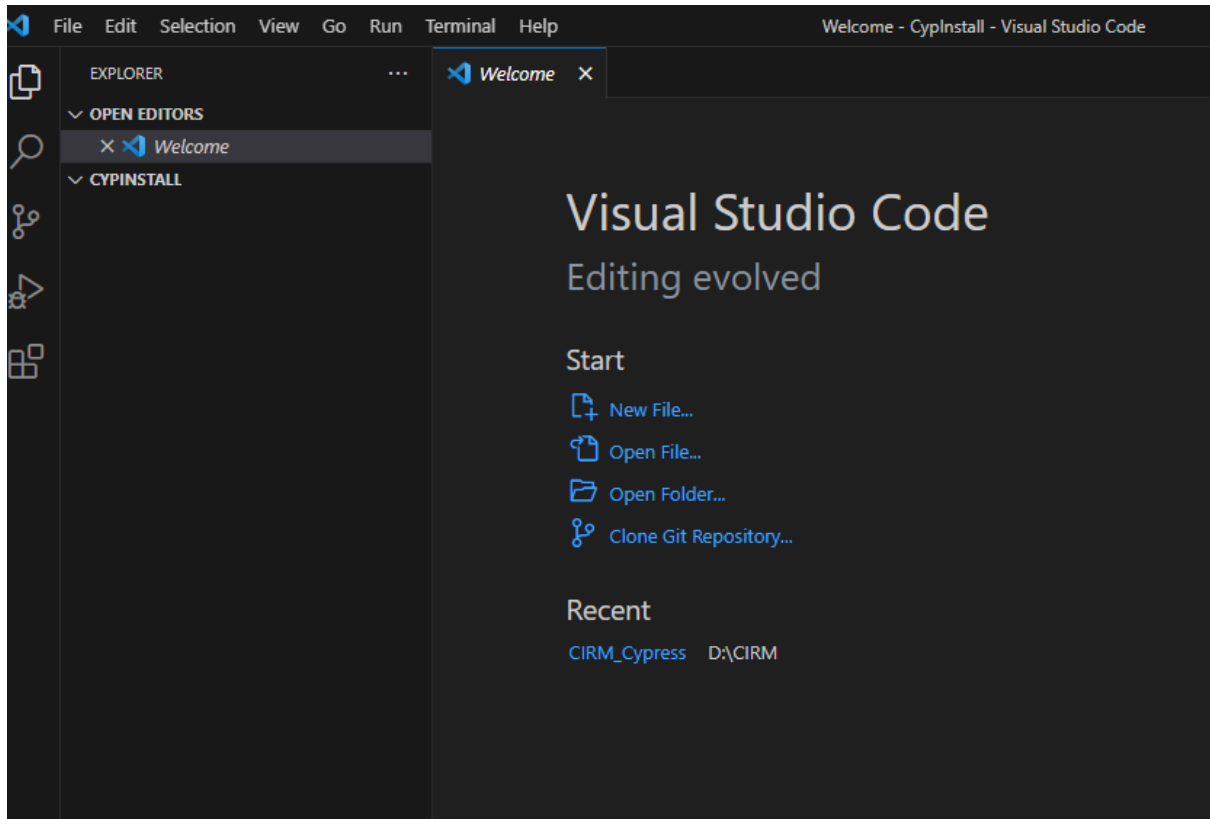 File Edit Selection View Go Run Terminal Help Welcome - CypInstall - Visual Studio Code
EXPLORER ...
Welcome
OPEN EDITORS
Welcome
CYPINSTALL
Visual Studio Code
Editing evolved
Start
New File...
Open File...
Open Folder...
Clone Git Repository...
Recent
CIRM_Cypress D:\CIRM